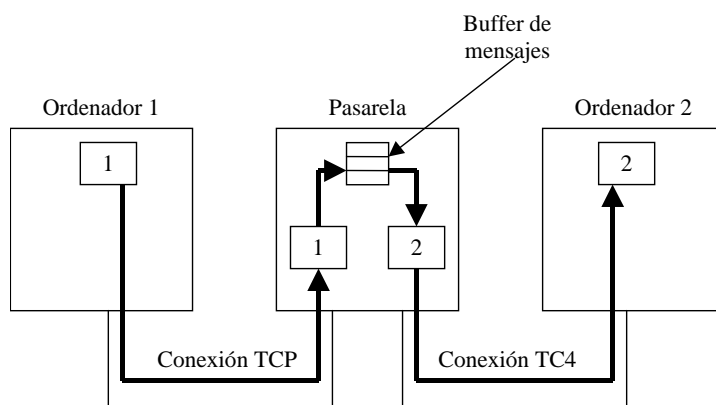 Buffer de
mensajes
Ordenador 1
Pasarela
Ordenador 2
1
2
1
2
Conexión TCP
Conexión TC4